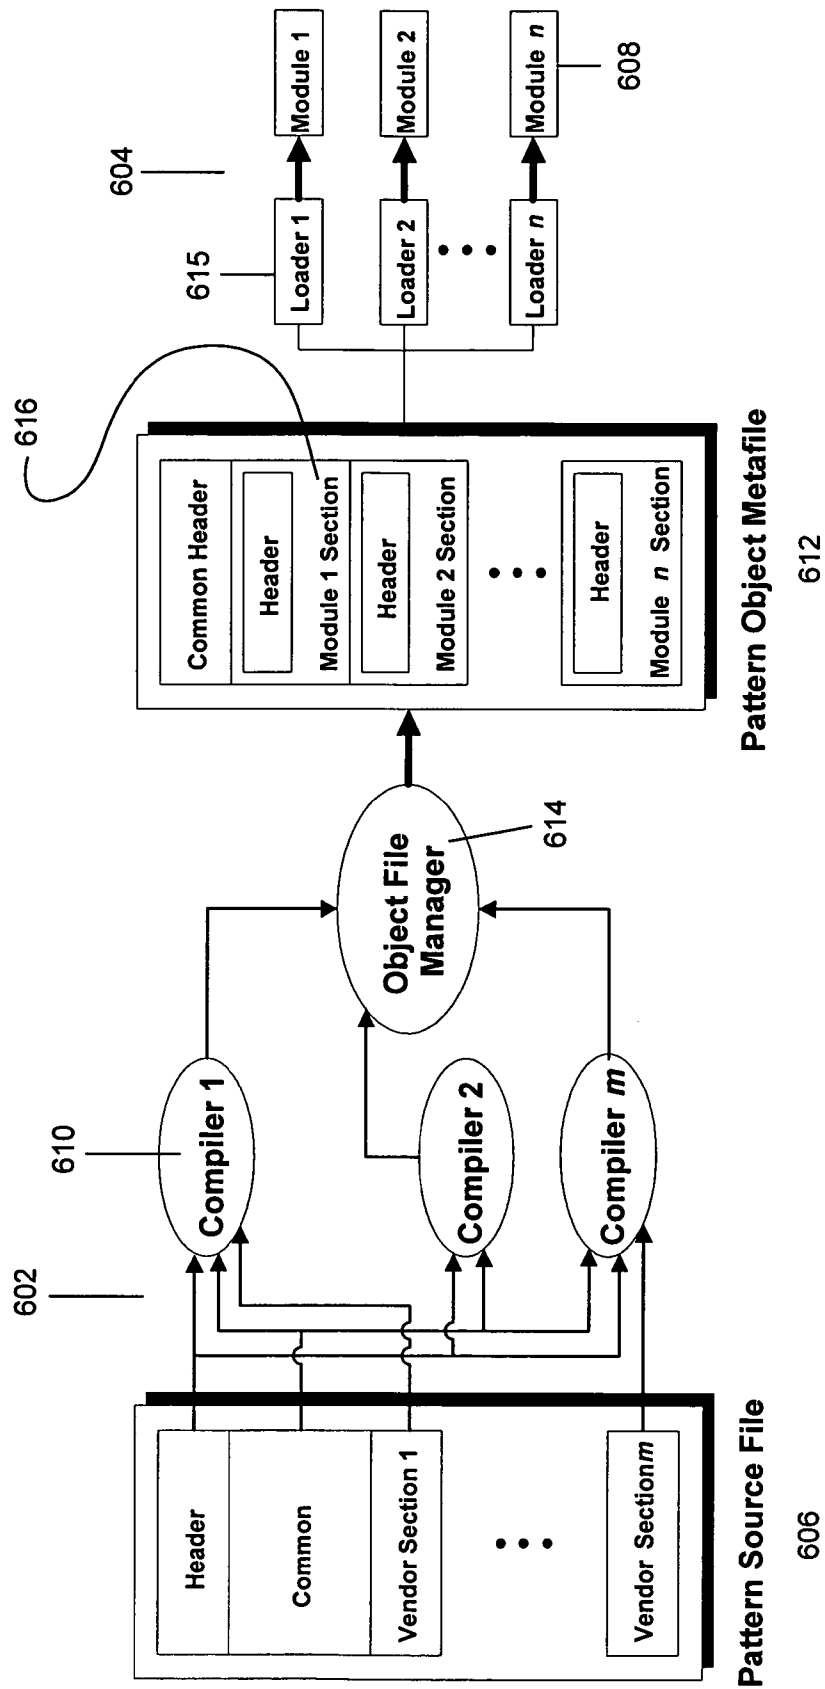 602
604
606
Pattern Source File
Header
Common
Vendor Section 1
Vendor Section m
610
Compiler 1
Compiler 2
Compiler m
Object File
Manager
614
616
Common Header
Header
Module 1 Section
Header
Module 2 Section
Header
Module n Section
Pattern Object Metafile
612
615
Loader 1
Loader 2
Loader n
Module 1
Module 2
Module n
608